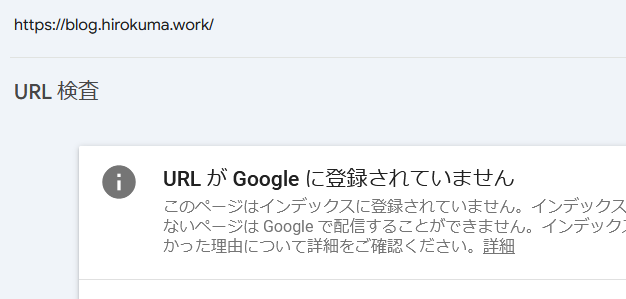 https://blog.hirokuma.work/
URL 検査
URL が Google に登録されていません
このページはインデックスに登録されていません。インデックス
ないページは Google で配信することができません。インデックス
かった理由について詳細をご確認ください。詳細